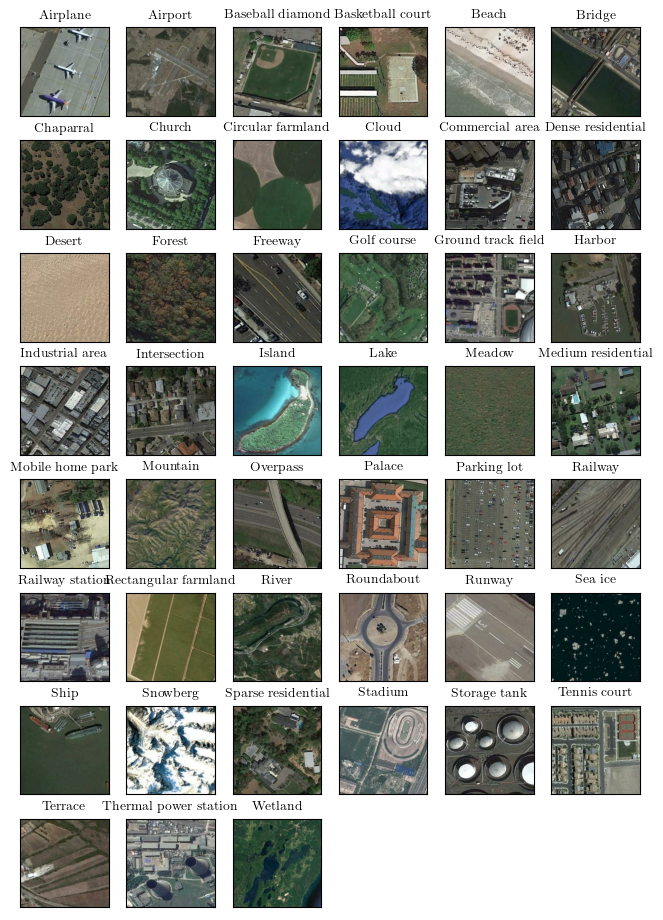 Airplane
Airport
Baseball diamond
Basketball court
Beach
Bridge
Chaparral
Church
Circular farmland
Cloud
Commercial area
Dense residential
Desert
Forest
Freeway
Golf course
Ground track field
Harbor
Industrial area
Intersection
Island
Lake
Meadow
Medium residential
Mobile home park
Mountain
Overpass
Palace
Parking lot
Railway
Railway station
Rectangular farmland
River
Roundabout
Runway
Sea ice
Ship
Snowberg
Sparse residential
Stadium
Storage tank
Tennis court
Terrace
Thermal power station
Wetland